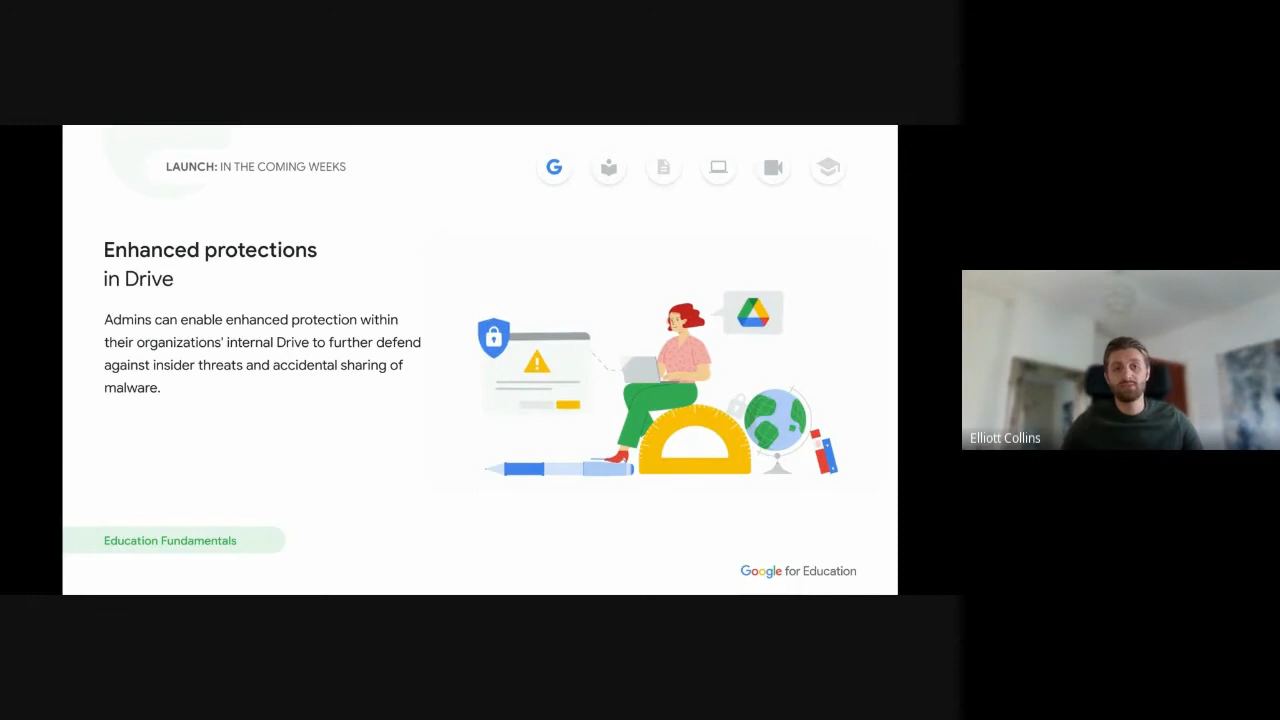 LAUNCH: IN THE COMING WEEKS
Enhanced protections
in Drive
Admins can enable enhanced protection within
their organizations' internal Drive to further defend
against insider threats and accidental sharing of
malware.
Education Fundamentals
Google for Education
Elliott Collins